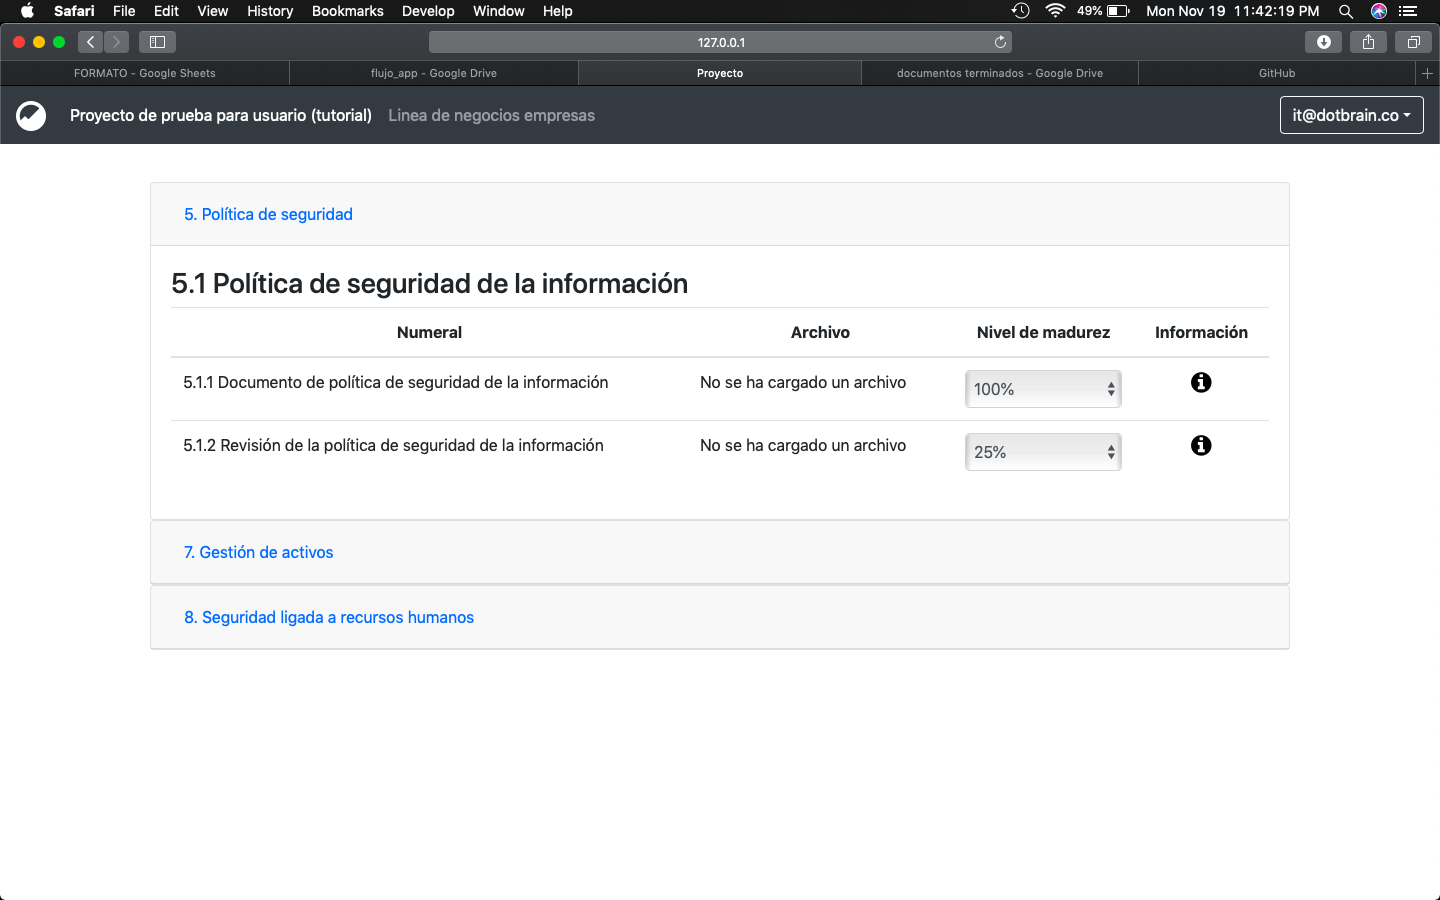 Safari File Edit View History Bookmarks Develop Window Help 49% Mon Nov 19 11:42:19 PM
127.0.0.1
FORMATO - Google Sheets flujo_app - Google Drive Proyecto documentos terminados - Google Drive GitHub
Proyecto de prueba para usuario (tutorial) Linea de negocios empresas it@dotbrain.co
5. Política de seguridad
5.1 Política de seguridad de la información
Numeral Archivo Nivel de madurez Información
5.1.1 Documento de política de seguridad de la información No se ha cargado un archivo 100%
5.1.2 Revisión de la política de seguridad de la información No se ha cargado un archivo 25%
7. Gestión de activos
8. Seguridad ligada a recursos humanos